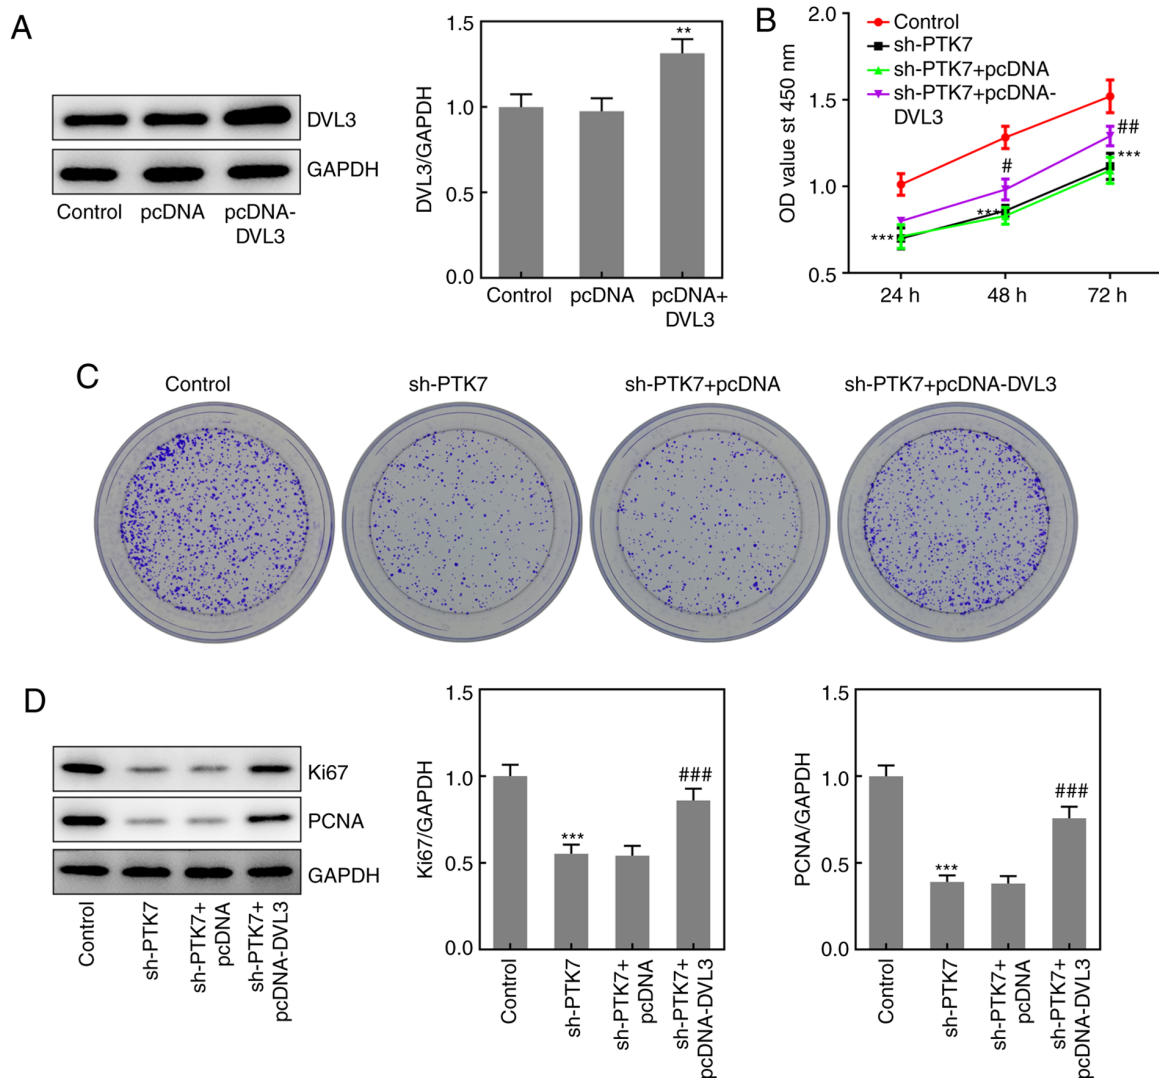 A
DVL3
GAPDH
Control
pcDNA
pcDNA-
DVL3
DVL3/GAPDH
1.5
1.0
0.5
0.0
**
Control
pcDNA
pcDNA+
DVL3
B
OD value st 450 nm
2.0
1.5
1.0
0.5
Control
sh-PTK7
sh-PTK7+pcDNA
sh-PTK7+pcDNA-
DVL3
***
***
#
##
***
24 h
48 h
72 h
C
Control
sh-PTK7
sh-PTK7+pcDNA
sh-PTK7+pcDNA-DVL3
D
Ki67
PCNA
GAPDH
Control
sh-PTK7
sh-PTK7+
pcDNA
sh-PTK7+
pcDNA-DVL3
Ki67/GAPDH
1.5
1.0
0.5
0.0
***
###
Control
sh-PTK7
sh-PTK7+
pcDNA
sh-PTK7+
pcDNA-DVL3
PCNA/GAPDH
1.5
1.0
0.5
0.0
***
###
Control
sh-PTK7
sh-PTK7+
pcDNA
sh-PTK7+
pcDNA-DVL3